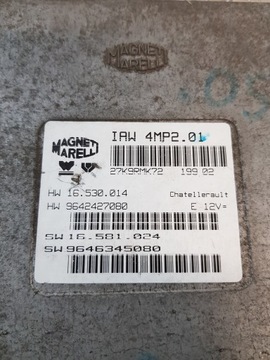 MAGNETI
MARELLI
MAGNETI
MARELLI
IAW 4MP2.01
27K9RMK72 199 02
HW 16.530.014 Chatellerault
HW 9642427080 E 12V=
SW 16.581.024
SW 9646345080